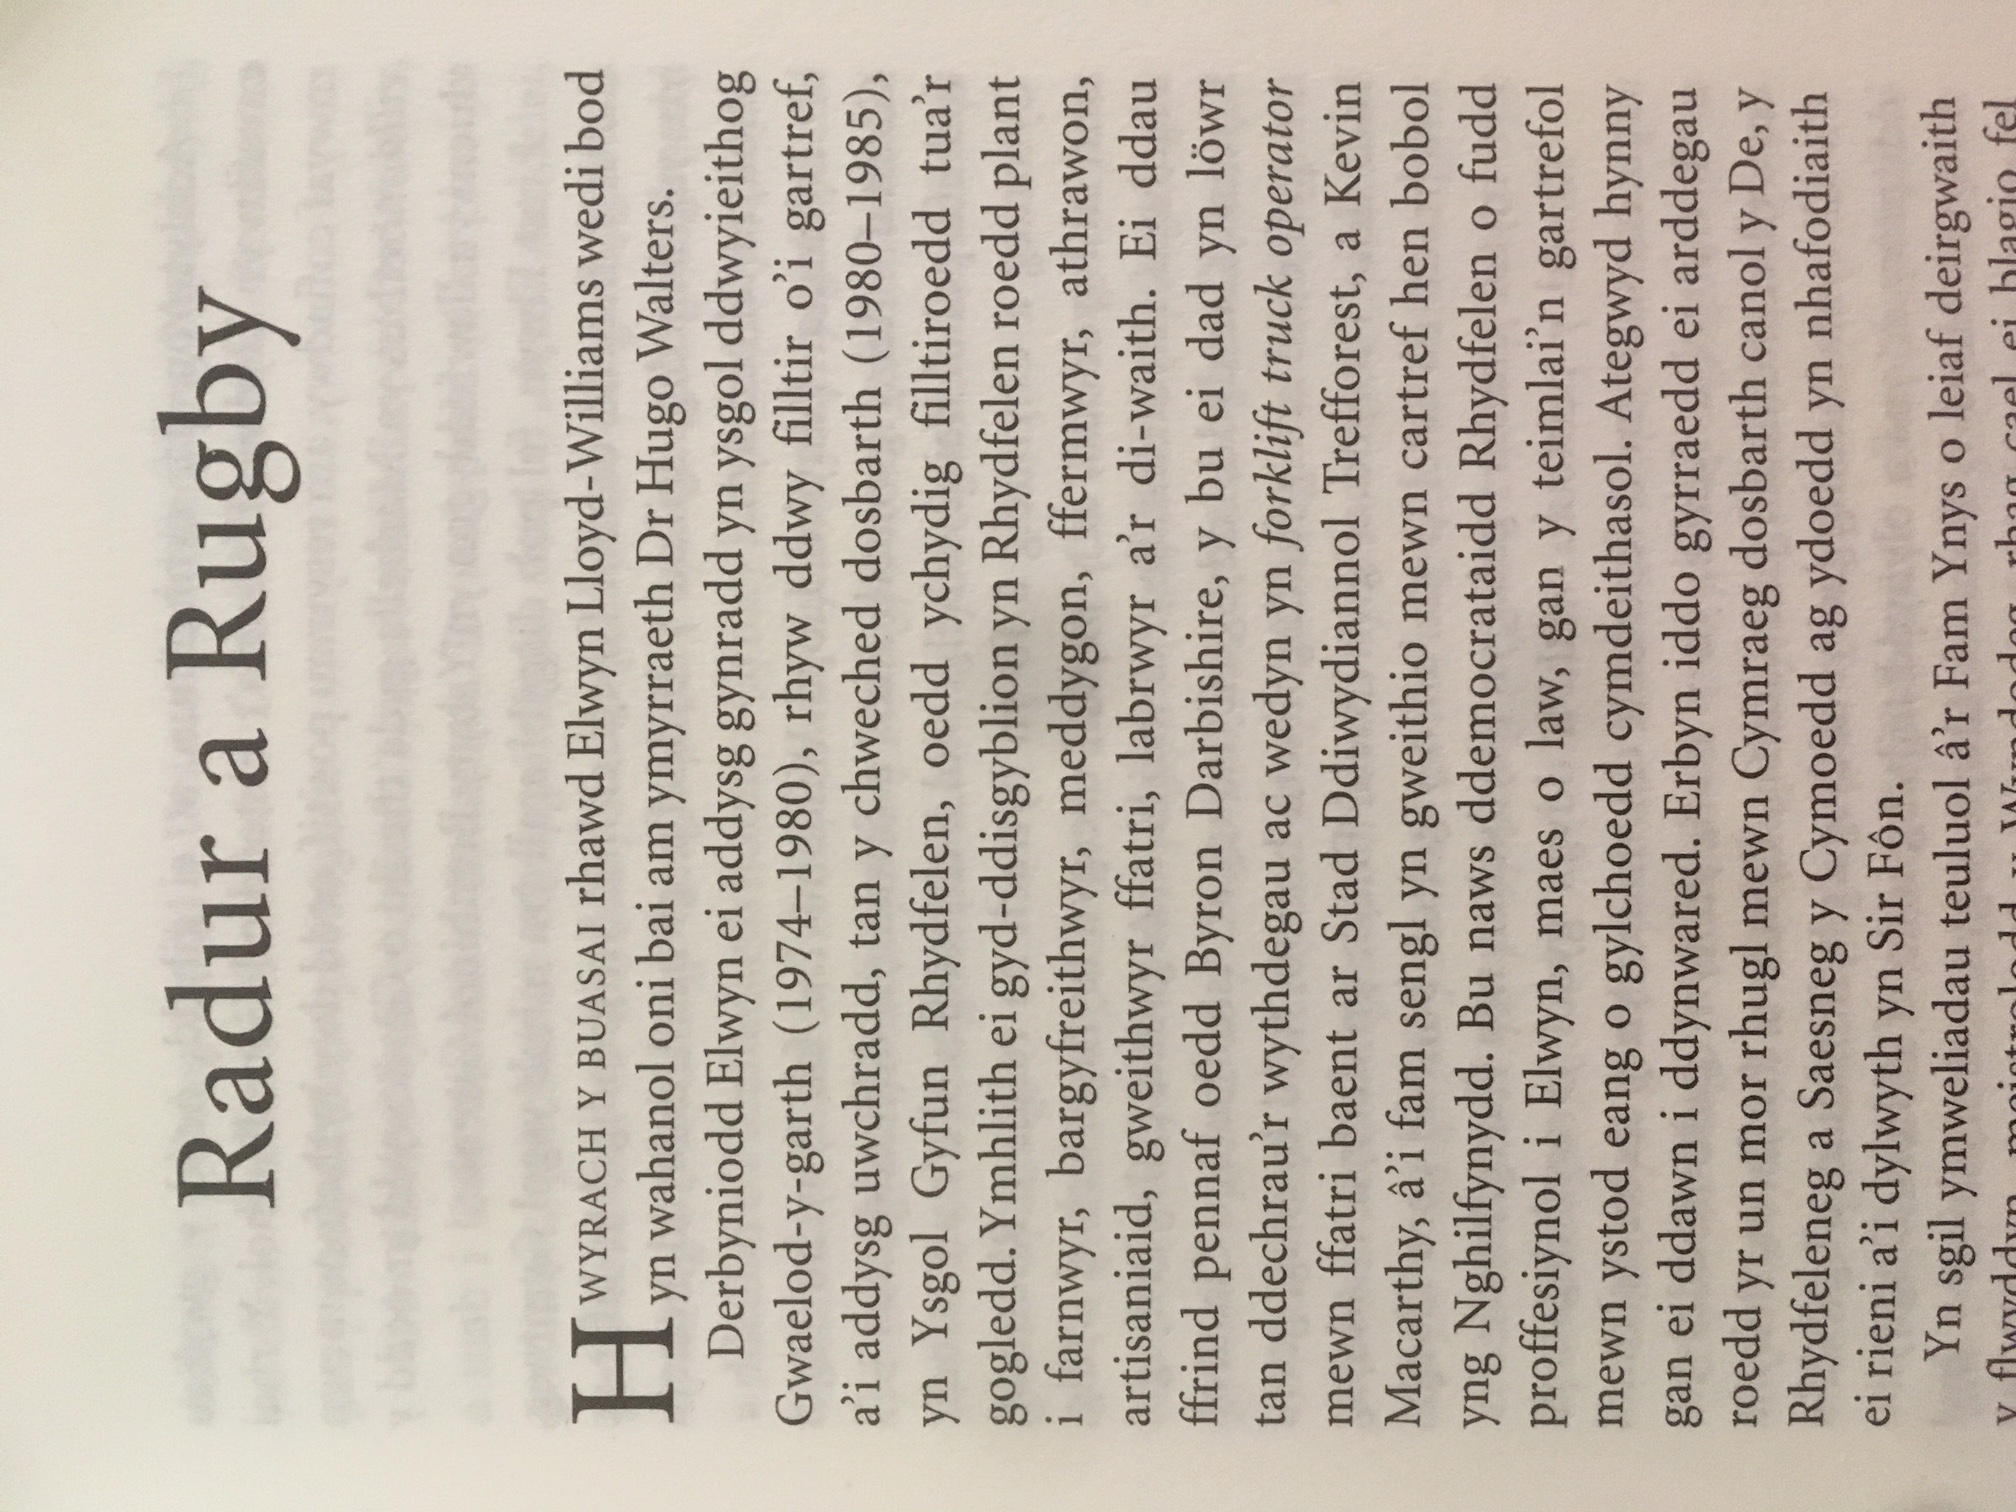 Radur a Rugby
HWYRACH Y BUASAI rhawd Elwyn Lloyd-Williams wedi bod
yn wahanol oni bai am ymyrraeth Dr Hugo Walters.
Derbyniodd Elwyn ei addysg gynradd yn ysgol ddwyieithog
Gwaelod-y-garth (1974–1980), rhyw ddwy filltir o’i gartref,
a’i addysg uwchradd, tan y chweched dosbarth (1980–1985),
yn Ysgol Gyfun Rhydfelen, oedd ychydig filltiroedd tua’r
gogledd. Ymhlith ei gyd-ddisgyblion yn Rhydfelen roedd plant
i farnwyr, bargyfreithwyr, meddygon, ffermwyr, athrawon,
artisaniaid, gweithwyr ffatri, labrwyr a’r di-waith. Ei ddau
ffrind pennaf oedd Byron Darbishire, y bu ei dad yn löwr
tan ddechrau’r wythdegau ac wedyn yn forklift truck operator
mewn ffatri baent ar Stad Ddiwydiannol Trefforest, a Kevin
Macarthy, â’i fam sengl yn gweithio mewn cartref hen bobol
yng Nghilfynydd. Bu naws ddemocrataidd Rhydfelen o fudd
proffesiynol i Elwyn, maes o law, gan y teimlai’n gartrefol
mewn ystod eang o gylchoedd cymdeithasol. Ategwyd hynny
gan ei ddawn i ddynwared. Erbyn iddo gyrraedd ei arddegau
roedd yr un mor rhugl mewn Cymraeg dosbarth canol y De, y
Rhydfeleneg a Saesneg y Cymoedd ag ydoedd yn nhafodiaith
ei rieni a’i dylwyth yn Sir Fôn.
Yn sgil ymweliadau teuluol â’r Fam Ynys o leiaf deirgwaith
y flwyddyn, meistrolodd y Wyndodeg, rhag cael ei blagio fel